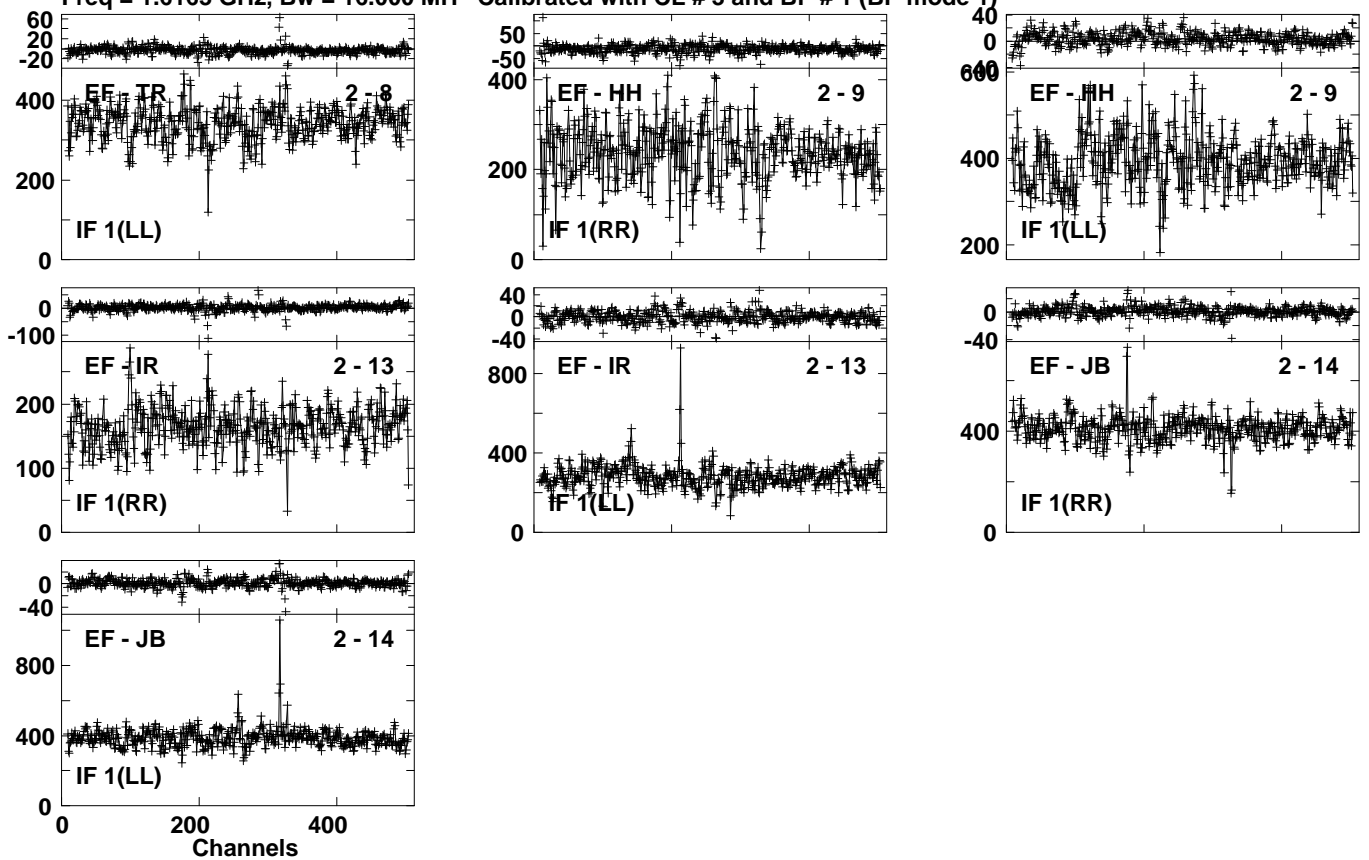 Freq = GHz, Bw = 16.000 MH Calibrated with CL # and BP # 1 (BP mode 1)
60
20
-20
EF - TR 2 - 8
400
200
0
IF 1(LL)
50
-50
EF - HH 2 - 9
400
200
0
IF 1(RR)
40
0
-40
600
EF - HH 2 - 9
400
200
IF 1(LL)
0
-100
EF - IR 2 - 13
200
100
0
IF 1(RR)
40
0
-40
EF - IR 2 - 13
800
400
0
IF 1(LL)
0
-40
EF - JB 2 - 14
400
0
IF 1(RR)
0
-40
EF - JB 2 - 14
800
400
0
IF 1(LL)
0 200 400
Channels